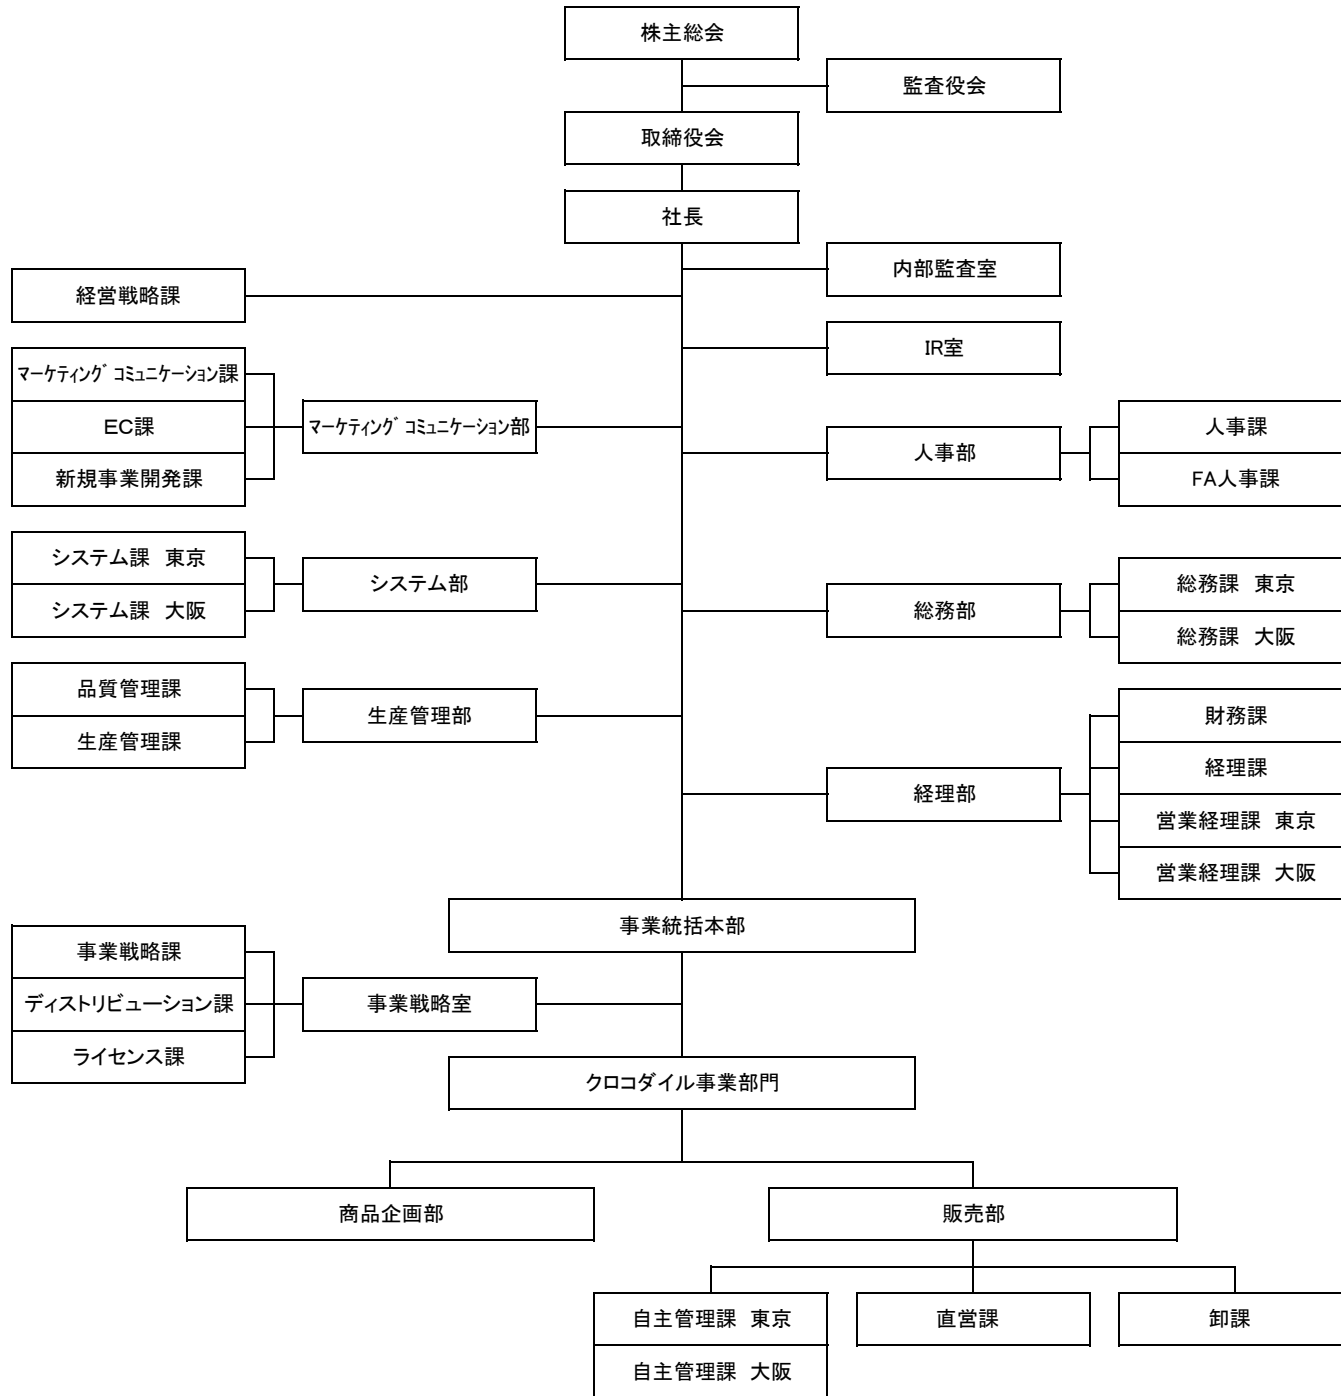 株主総会
監査役会
取締役会
社長
内部監査室
経営戦略課
IR室
マーケティングコミュニケーション課
EC課
新規事業開発課
マーケティングコミュニケーション部
人事部
人事課
FA人事課
システム課　東京
システム課　大阪
システム部
総務部
総務課　東京
総務課　大阪
品質管理課
生産管理課
生産管理部
経理部
財務課
経理課
営業経理課　東京
営業経理課　大阪
事業統括本部
事業戦略課
ディストリビューション課
ライセンス課
事業戦略室
クロコダイル事業部門
商品企画部
販売部
自主管理課　東京
自主管理課　大阪
直営課
卸課